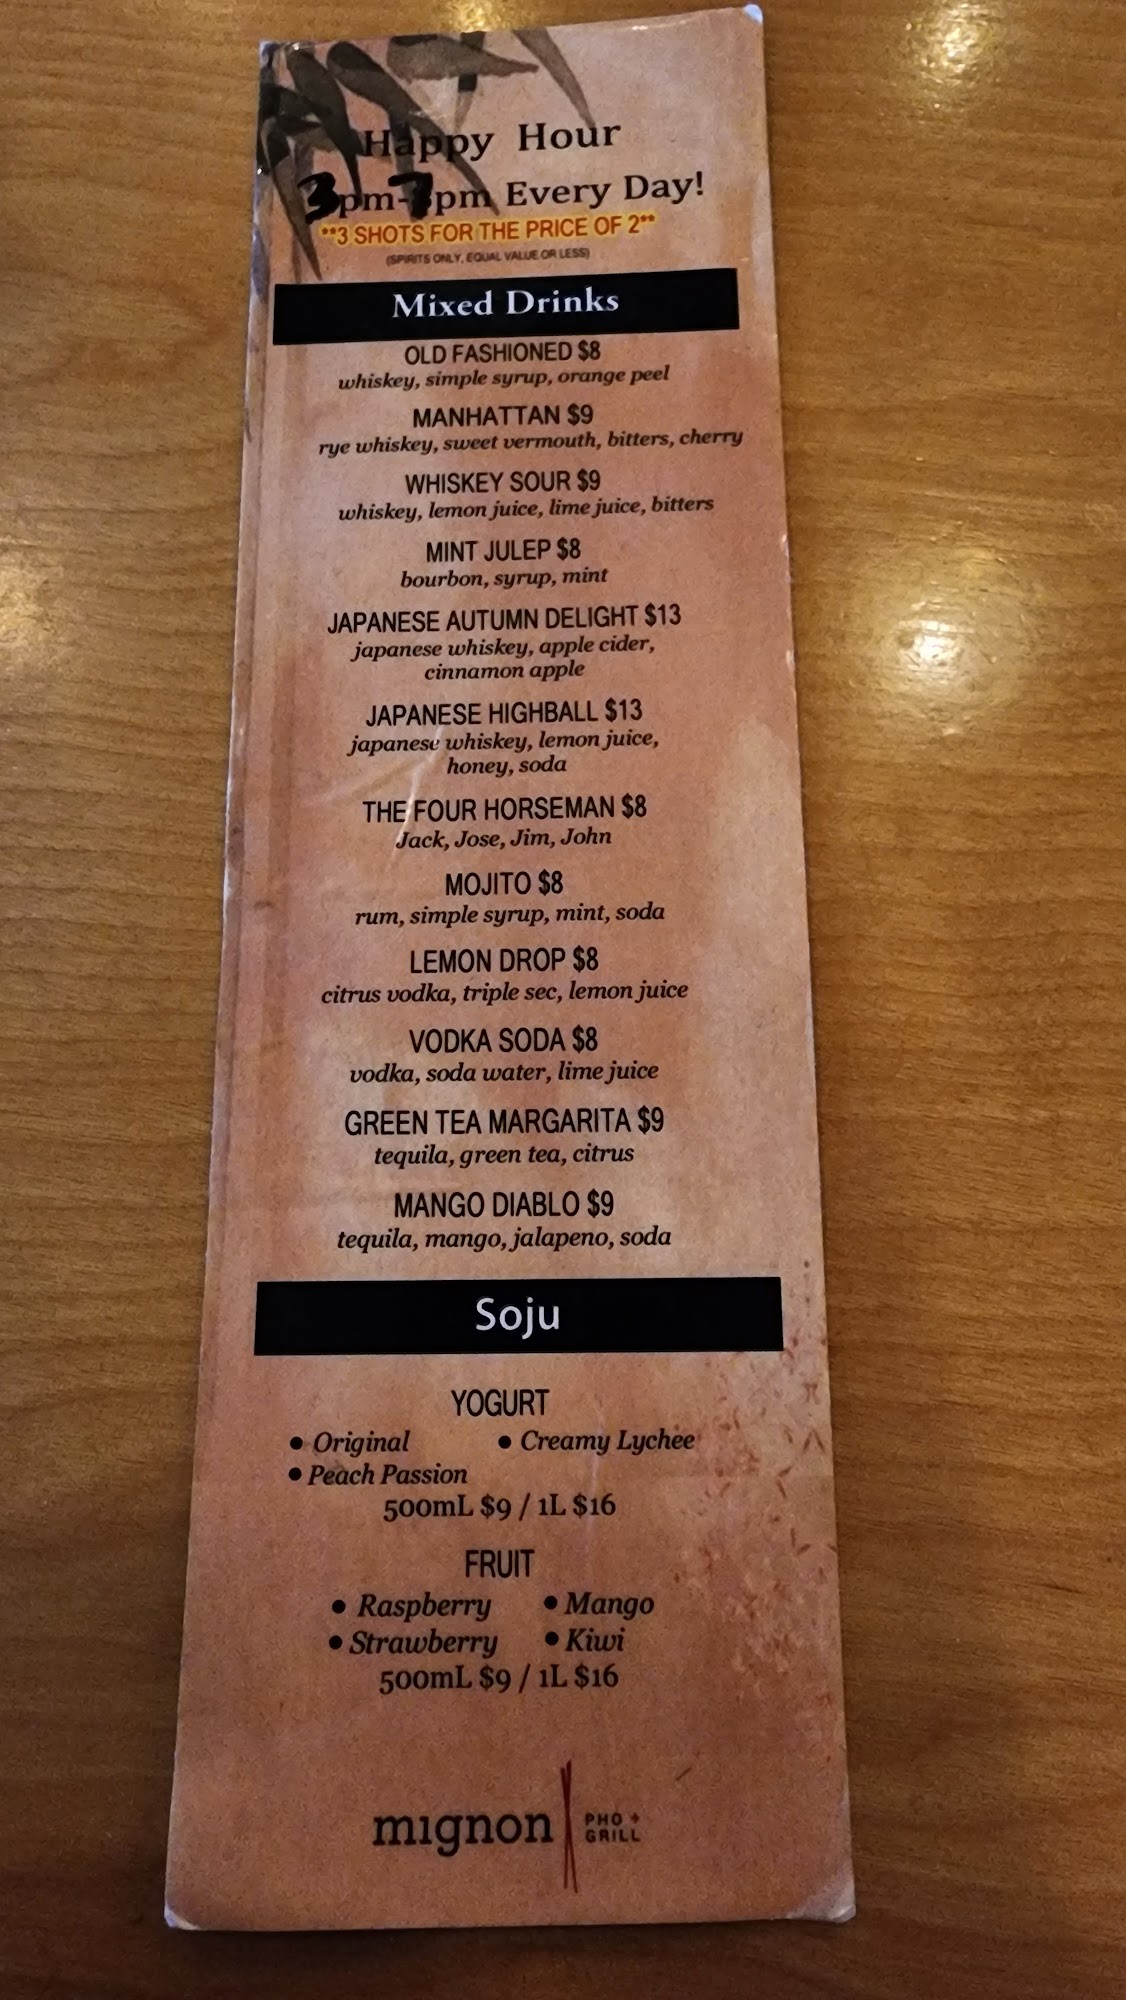 Happy Hour
3pm-7pm Every Day!
**3 SHOTS FOR THE PRICE OF 2**
(SPIRITS ONLY, EQUAL VALUE OR LESS)
Mixed Drinks
OLD FASHIONED $8
whiskey, simple syrup, orange peel
MANHATTAN $9
rye whiskey, sweet vermouth, bitters, cherry
WHISKEY SOUR $9
whiskey, lemon juice, lime juice, bitters
MINT JULEP $8
bourbon, syrup, mint
JAPANESE AUTUMN DELIGHT $13
japanese whiskey, apple cider,
cinnamon apple
JAPANESE HIGHBALL $13
japanese whiskey, lemon juice,
honey, soda
THE FOUR HORSEMAN $8
Jack, Jose, Jim, John
MOJITO $8
rum, simple syrup, mint, soda
LEMON DROP $8
citrus vodka, triple sec, lemon juice
VODKA SODA $8
vodka, soda water, lime juice
GREEN TEA MARGARITA $9
tequila, green tea, citrus
MANGO DIABLO $9
tequila, mango, jalapeno, soda
Soju
YOGURT
• Original • Creamy Lychee
• Peach Passion
500mL $9 / 1L $16
FRUIT
• Raspberry • Mango
• Strawberry • Kiwi
500mL $9 / 1L $16
mignon PHO +
GRILL